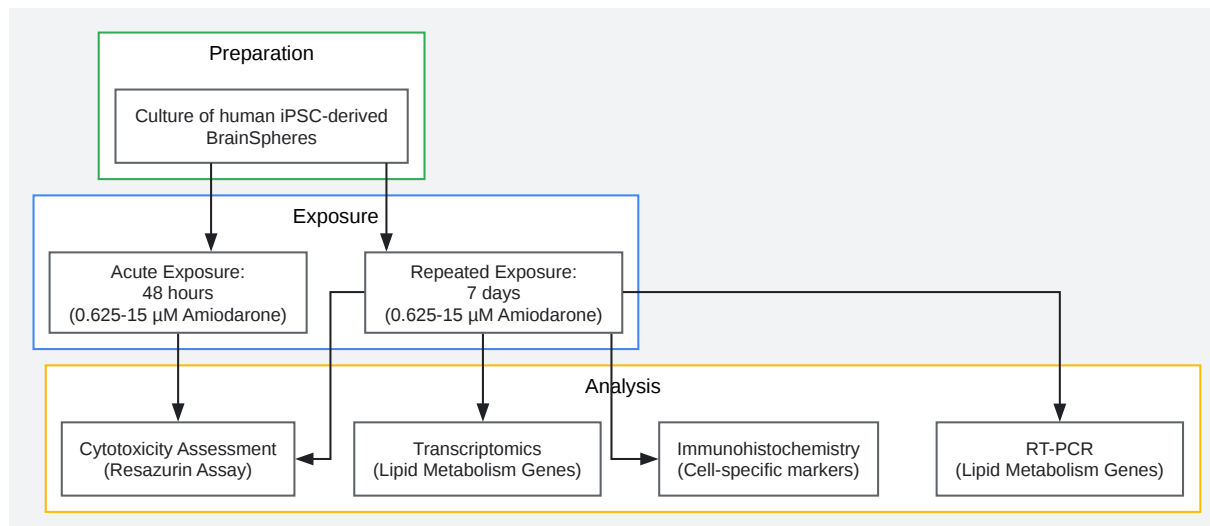 Preparation
Culture of human iPSC-derived
BrainSpheres
Exposure
Acute Exposure:
48 hours
(0.625-15 µM Amiodarone)
Repeated Exposure:
7 days
(0.625-15 µM Amiodarone)
Analysis
Cytotoxicity Assessment
(Resazurin Assay)
Transcriptomics
(Lipid Metabolism Genes)
Immunohistochemistry
(Cell-specific markers)
RT-PCR
(Lipid Metabolism Genes)